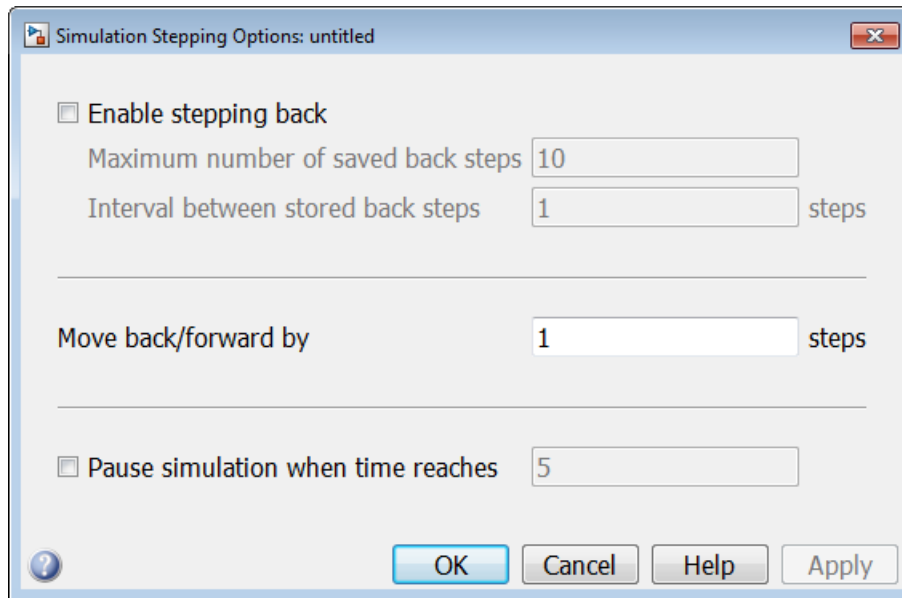 Simulation Stepping Options: untitled
Enable stepping back
Maximum number of saved back steps 10
Interval between stored back steps 1 steps
Move back/forward by 1 steps
Pause simulation when time reaches 5
? OK Cancel Help Apply